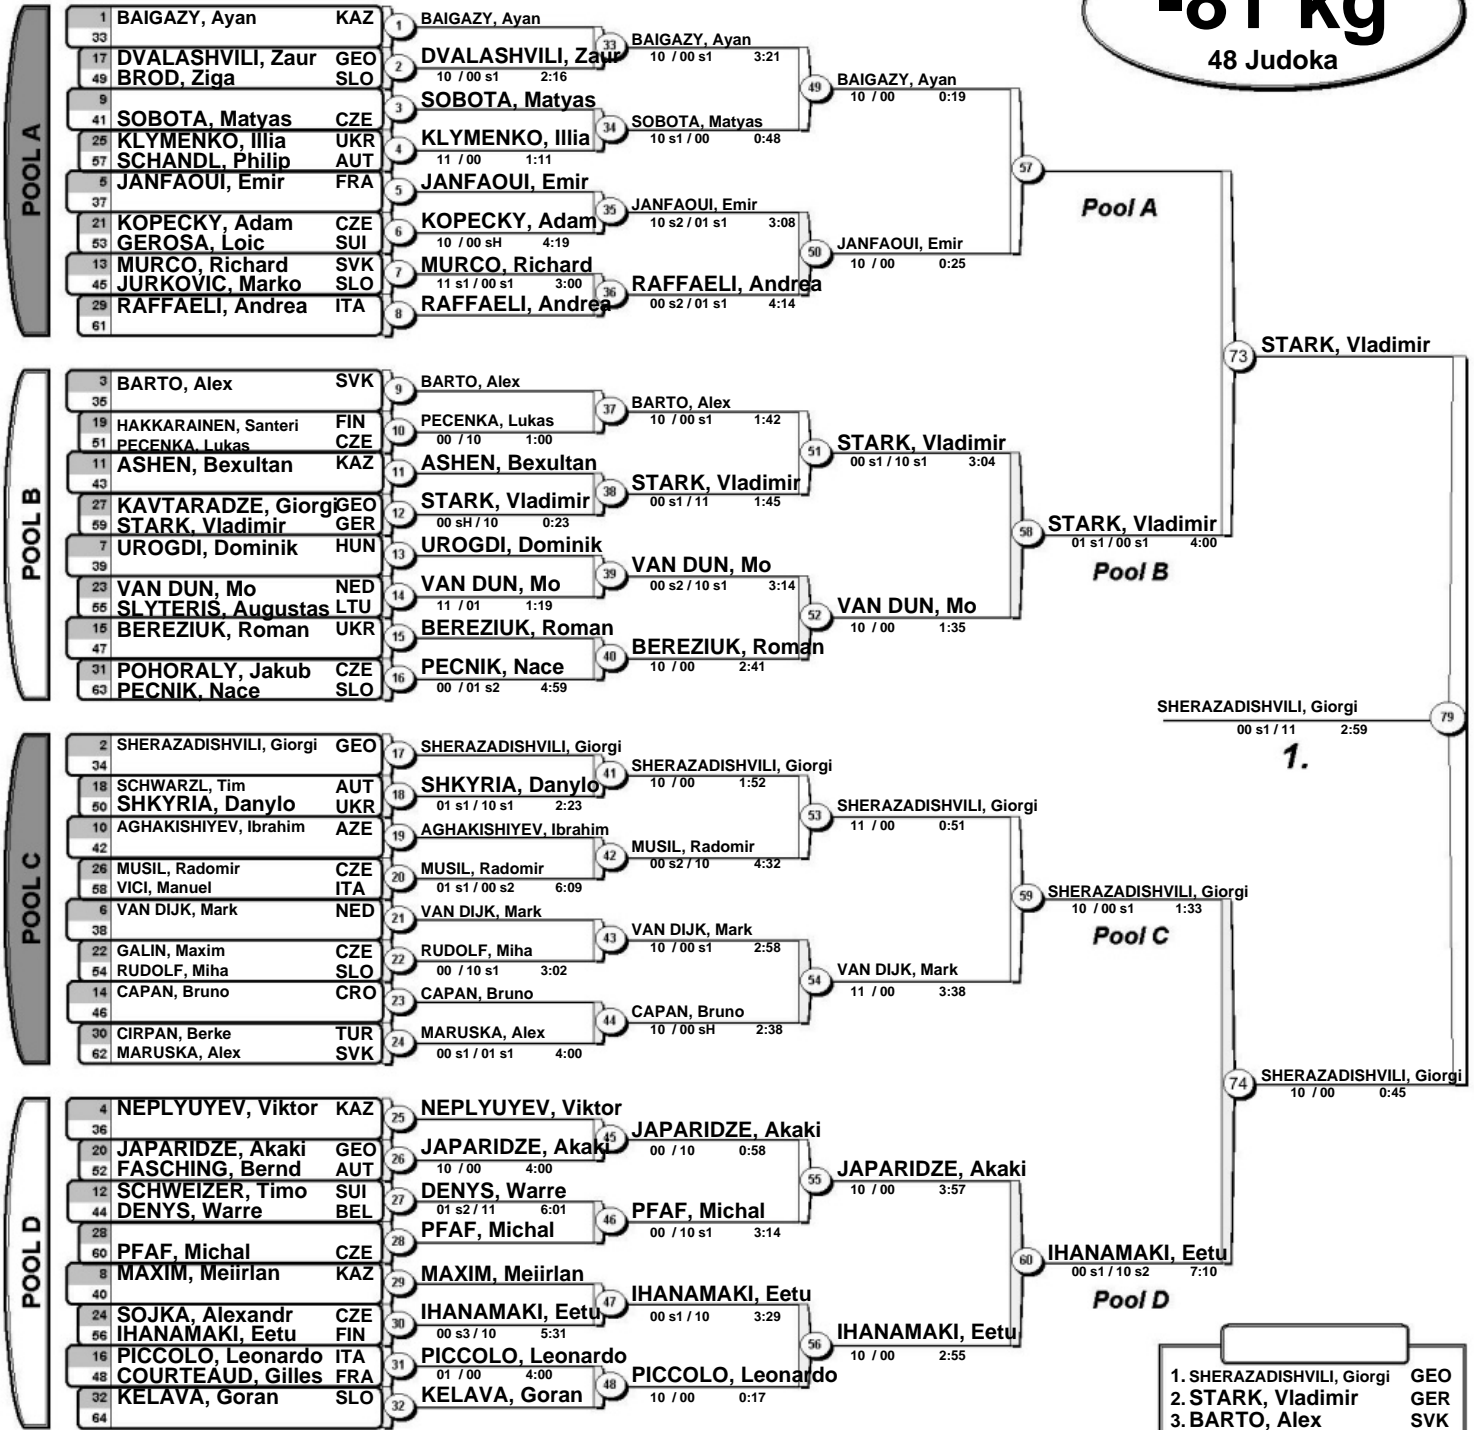 -81 kg
48 Judoka
POOL A
1 BAIGAZY, Ayan KAZ
33
17 DVALASHVILI, Zaur GEO
49 BROD, Ziga SLO
9
41 SOBOTA, Matyas CZE
25 KLYMENKO, Illia UKR
57 SCHANDL, Philip AUT
5 JANFAOUI, Emir FRA
37
21 KOPECKY, Adam CZE
53 GEROSA, Loic SUI
13 MURCO, Richard SVK
45 JURKOVIC, Marko SLO
29 RAFFAELI, Andrea ITA
61
1 BAIGAZY, Ayan
2 DVALASHVILI, Zaur
10 / 00 s1 2:16
3 SOBOTA, Matyas
4 KLYMENKO, Illia
11 / 00 1:11
5 JANFAOUI, Emir
6 KOPECKY, Adam
10 / 00 sH 4:19
7 MURCO, Richard
11 s1 / 00 s1 3:00
8 RAFFAELI, Andrea
33 BAIGAZY, Ayan
10 / 00 s1 3:21
34 SOBOTA, Matyas
10 s1 / 00 0:48
35 JANFAOUI, Emir
10 s2 / 01 s1 3:08
36 RAFFAELI, Andrea
00 s2 / 01 s1 4:14
49 BAIGAZY, Ayan
10 / 00 0:19
50 JANFAOUI, Emir
10 / 00 0:25
57
Pool A
POOL B
3 BARTO, Alex SVK
35
19 HAKKARAINEN, Santeri FIN
51 PECENKA, Lukas CZE
11 ASHEN, Bexultan KAZ
43
27 KAVTARADZE, Giorgi GEO
59 STARK, Vladimir GER
7 UROGDI, Dominik HUN
39
23 VAN DUN, Mo NED
55 SLYTERIS, Augustas LTU
15 BEREZIUK, Roman UKR
47
31 POHORALY, Jakub CZE
63 PECNIK, Nace SLO
9 BARTO, Alex
10 PECENKA, Lukas
00 / 10 1:00
11 ASHEN, Bexultan
12 STARK, Vladimir
00 sH / 10 0:23
13 UROGDI, Dominik
14 VAN DUN, Mo
11 / 01 1:19
15 BEREZIUK, Roman
16 PECNIK, Nace
00 / 01 s2 4:59
37 BARTO, Alex
10 / 00 s1 1:42
38 STARK, Vladimir
00 s1 / 11 1:45
39 VAN DUN, Mo
00 s2 / 10 s1 3:14
40 BEREZIUK, Roman
10 / 00 2:41
51 STARK, Vladimir
00 s1 / 10 s1 3:04
52 VAN DUN, Mo
10 / 00 1:35
58 STARK, Vladimir
01 s1 / 00 s1 4:00
Pool B
73 STARK, Vladimir
POOL C
2 SHERAZADISHVILI, Giorgi GEO
34
18 SCHWARZL, Tim AUT
50 SHKYRIA, Danylo UKR
10 AGHAKISHIYEV, Ibrahim AZE
42
26 MUSIL, Radomir CZE
58 VICI, Manuel ITA
6 VAN DIJK, Mark NED
38
22 GALIN, Maxim CZE
54 RUDOLF, Miha SLO
14 CAPAN, Bruno CRO
46
30 CIRPAN, Berke TUR
62 MARUSKA, Alex SVK
17 SHERAZADISHVILI, Giorgi
18 SHKYRIA, Danylo
01 s1 / 10 s1 2:23
19 AGHAKISHIYEV, Ibrahim
20 MUSIL, Radomir
01 s1 / 00 s2 6:09
21 VAN DIJK, Mark
22 RUDOLF, Miha
00 / 10 s1 3:02
23 CAPAN, Bruno
24 MARUSKA, Alex
00 s1 / 01 s1 4:00
41 SHERAZADISHVILI, Giorgi
10 / 00 1:52
42 MUSIL, Radomir
00 s2 / 10 4:32
43 VAN DIJK, Mark
10 / 00 s1 2:58
44 CAPAN, Bruno
10 / 00 sH 2:38
53 SHERAZADISHVILI, Giorgi
11 / 00 0:51
54 VAN DIJK, Mark
11 / 00 3:38
59 SHERAZADISHVILI, Giorgi
10 / 00 s1 1:33
Pool C
POOL D
4 NEPLYUYEV, Viktor KAZ
36
20 JAPARIDZE, Akaki GEO
52 FASCHING, Bernd AUT
12 SCHWEIZER, Timo SUI
44 DENYS, Warre BEL
28
60 PFAF, Michal CZE
8 MAXIM, Meiirlan KAZ
40
24 SOJKA, Alexandr CZE
56 IHANAMAKI, Eetu FIN
16 PICCOLO, Leonardo ITA
48 COURTEAUD, Gilles FRA
32 KELAVA, Goran SLO
64
25 NEPLYUYEV, Viktor
26 JAPARIDZE, Akaki
10 / 00 4:00
27 DENYS, Warre
01 s2 / 11 6:01
28 PFAF, Michal
29 MAXIM, Meiirlan
30 IHANAMAKI, Eetu
00 s3 / 10 5:31
31 PICCOLO, Leonardo
01 / 00 4:00
32 KELAVA, Goran
45 JAPARIDZE, Akaki
00 / 10 0:58
46 PFAF, Michal
00 / 10 s1 3:14
47 IHANAMAKI, Eetu
00 s1 / 10 3:29
48 PICCOLO, Leonardo
10 / 00 0:17
55 JAPARIDZE, Akaki
10 / 00 3:57
56 IHANAMAKI, Eetu
10 / 00 2:55
60 IHANAMAKI, Eetu
00 s1 / 10 s2 7:10
Pool D
74 SHERAZADISHVILI, Giorgi
10 / 00 0:45
SHERAZADISHVILI, Giorgi 79
00 s1 / 11 2:59
1.
1. SHERAZADISHVILI, Giorgi GEO
2. STARK, Vladimir GER
3. BARTO, Alex SVK